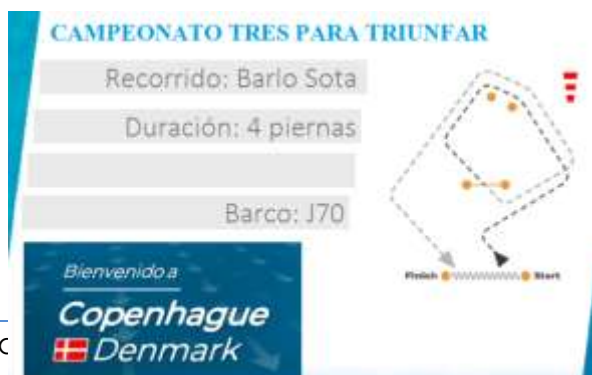 CAMPEONATO TRES PARA TRIUNFAR
Recorrido: Barlo Sota
Duración: 4 piernas
Barco: J70
Finish
Start
Bienvenido a
Copenhague
Denmark